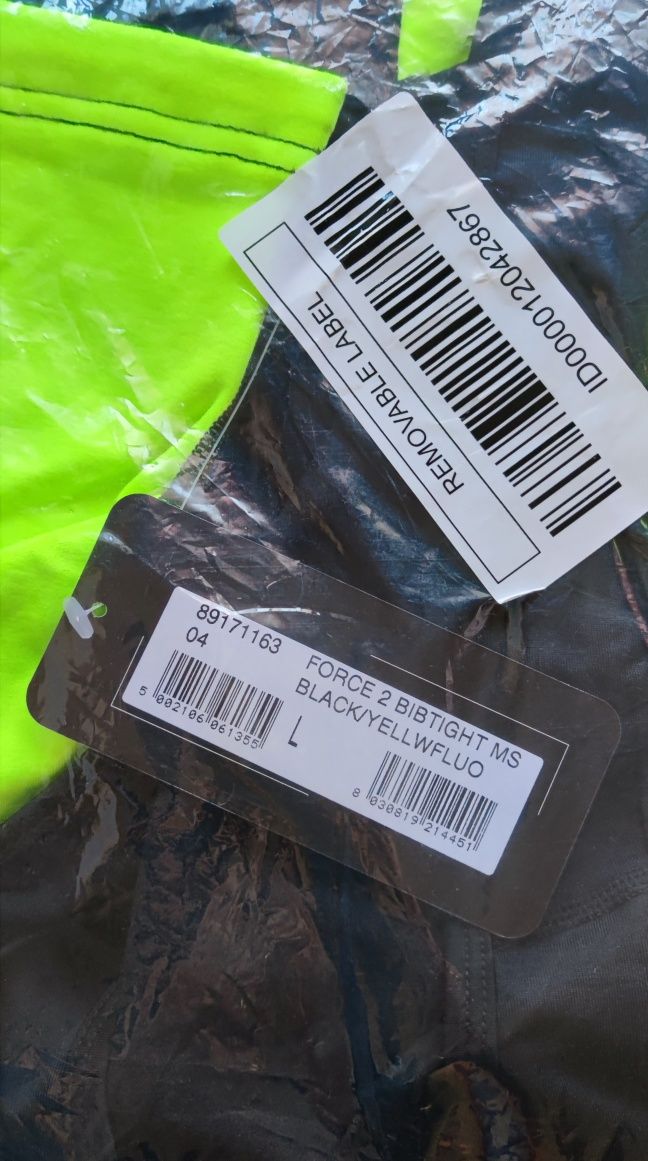 ID000012042867
REMOVABLE LABEL
89171163
04
FORCE 2 BIBTIGHT MS
BLACK/YELLWFLUO
L
5 002106 061355
8 030819 214451